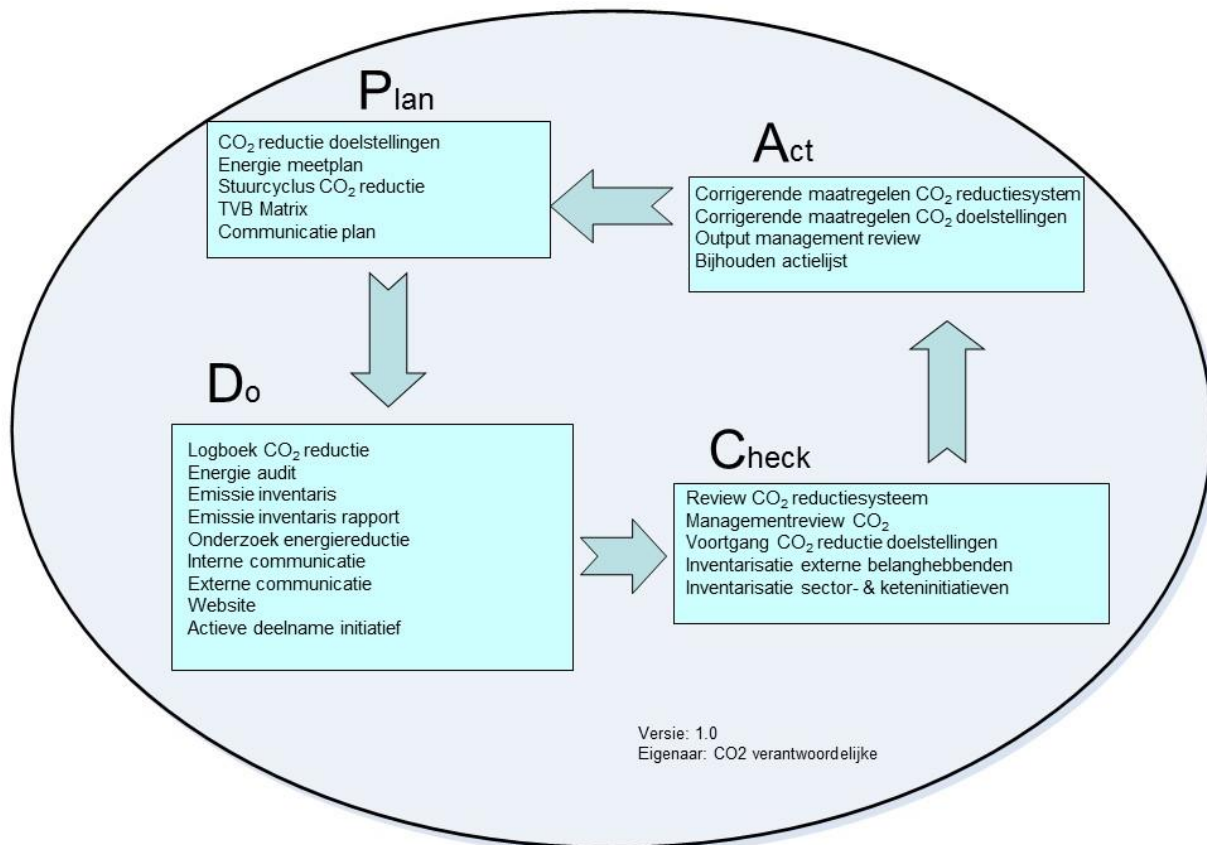 Plan
CO₂ reductie doelstellingen
Energie meetplan
Stuurcyclus CO₂ reductie
TVB Matrix
Communicatie plan
Act
Corrigerende maatregelen CO₂ reductiesystem
Corrigerende maatregelen CO₂ doelstellingen
Output management review
Bijhouden actielijst
Do
Logboek CO₂ reductie
Energie audit
Emissie inventaris
Emissie inventaris rapport
Onderzoek energiereductie
Interne communicatie
Externe communicatie
Website
Actieve deelname initiatief
Check
Review CO₂ reductiesysteem
Managementreview CO₂
Voortgang CO₂ reductie doelstellingen
Inventarisatie externe belanghebbenden
Inventarisatie sector- & keteninitiatieven
Versie: 1.0
Eigenaar: CO2 verantwoordelijke